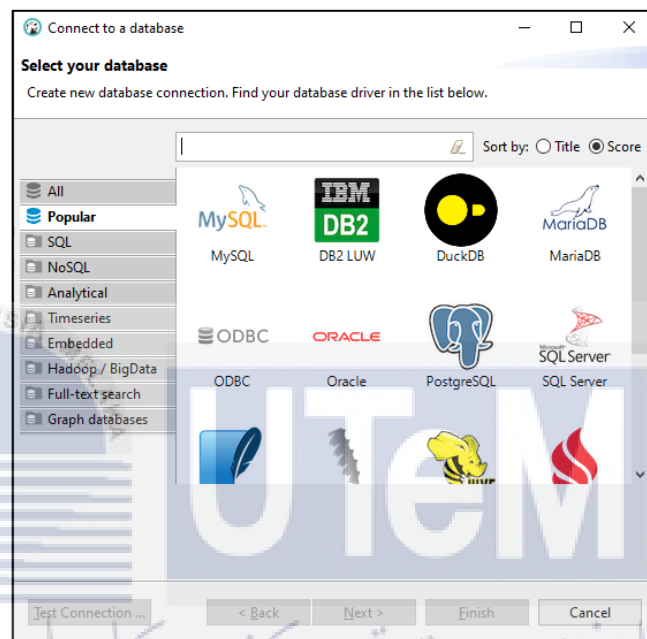 Connect to a database
Select your database
Create new database connection. Find your database driver in the list below.
Sort by: Title Score
All
Popular
SQL
NoSQL
Analytical
Timeseries
Embedded
Hadoop / BigData
Full-text search
Graph databases
MySQL
IBM
DB2
MariaDB
MySQL
DB2 LUW
DuckDB
MariaDB
ODBC
ORACLE
Microsoft
SQL Server
ODBC
Oracle
PostgreSQL
SQL Server
HIVE
UTeM
Test Connection ...
< Back
Next >
Finish
Cancel